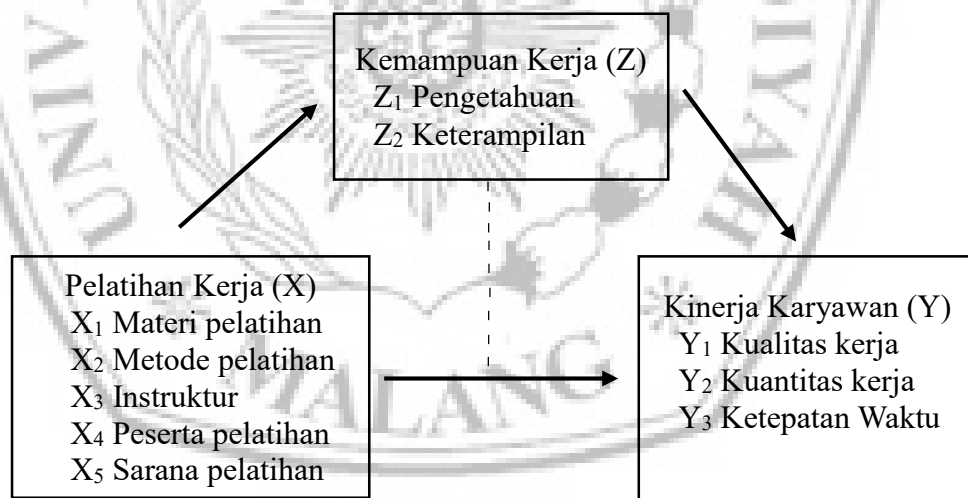 Kemampuan Kerja (Z)
Z₁ Pengetahuan
Z₂ Keterampilan
Pelatihan Kerja (X)
X₁ Materi pelatihan
X₂ Metode pelatihan
X₃ Instruktur
X₄ Peserta pelatihan
X₅ Sarana pelatihan
Kinerja Karyawan (Y)
Y₁ Kualitas kerja
Y₂ Kuantitas kerja
Y₃ Ketepatan Waktu
MALANG